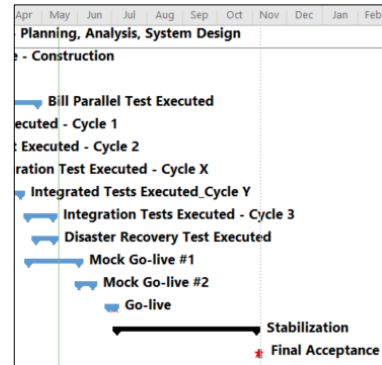 Apr May Jun Jul Aug Sep Oct Nov Dec Jan Feb
- Planning, Analysis, System Design
- Construction
Bill Parallel Test Executed
ecuted - Cycle 1
Executed - Cycle 2
ration Test Executed - Cycle X
Integrated Tests Executed_Cycle Y
Integration Tests Executed - Cycle 3
Disaster Recovery Test Executed
Mock Go-live #1
Mock Go-live #2
Go-live
Stabilization
Final Acceptance